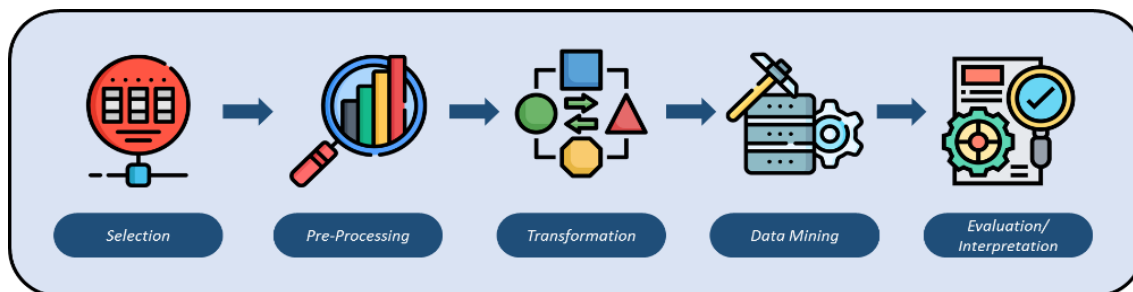 Selection
Pre-Processing
Transformation
Data Mining
Evaluation/
Interpretation